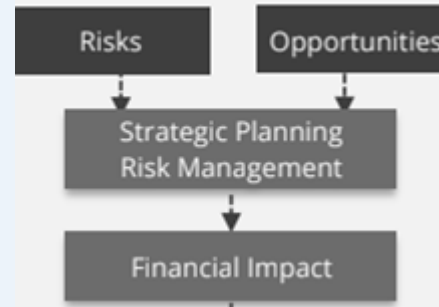 Risks
Opportunities
Strategic Planning
Risk Management
Financial Impact